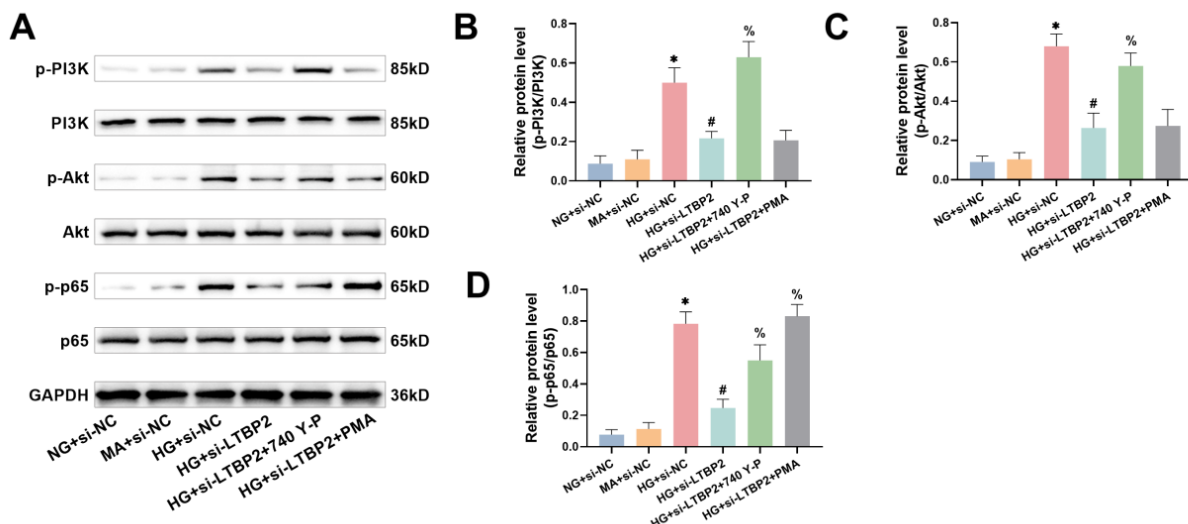 A
p-PI3K 85kD
PI3K 85kD
p-Akt 60kD
Akt 60kD
p-p65 65kD
p65 65kD
GAPDH 36kD
NG+si-NC
MA+si-NC
HG+si-NC
HG+si-LTBP2
HG+si-LTBP2+740 Y-P
HG+si-LTBP2+PMA
B
Relative protein level
(p-PI3K/PI3K)
0.8
0.6
0.4
0.2
0.0
*
#
%
NG+si-NC
MA+si-NC
HG+si-NC
HG+si-LTBP2
HG+si-LTBP2+740 Y-P
HG+si-LTBP2+PMA
C
Relative protein level
(p-Akt/Akt)
0.8
0.6
0.4
0.2
0.0
*
#
%
NG+si-NC
MA+si-NC
HG+si-NC
HG+si-LTBP2
HG+si-LTBP2+740 Y-P
HG+si-LTBP2+PMA
D
Relative protein level
(p-p65/p65)
1.0
0.8
0.6
0.4
0.2
0.0
*
#
%
%
NG+si-NC
MA+si-NC
HG+si-NC
HG+si-LTBP2
HG+si-LTBP2+740 Y-P
HG+si-LTBP2+PMA